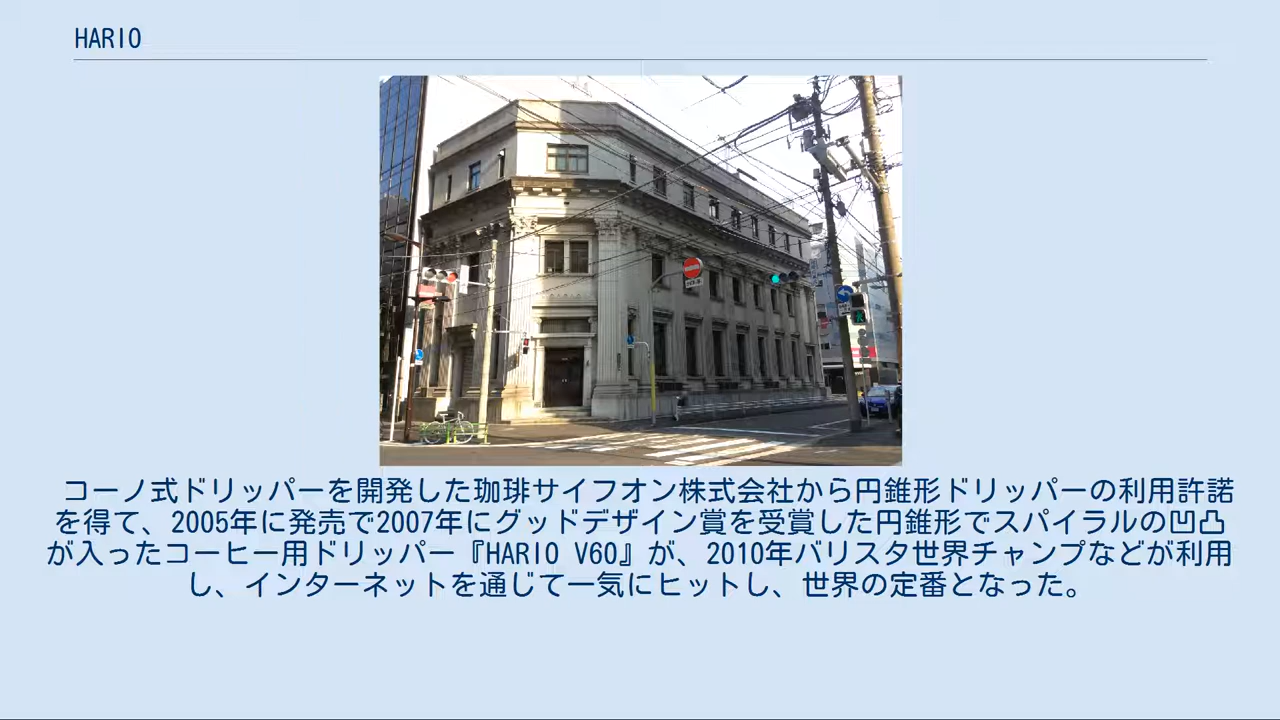 HARIO
コーノ式ドリッパーを開発した珈琲サイフオン株式会社から円錐形ドリッパーの利用許諾
を得て、2005年に発売で2007年にグッドデザイン賞を受賞した円錐形でスパイラルの凹凸
が入ったコーヒー用ドリッパー『HARIO V60』が、2010年バリスタ世界チャンプなどが利用
し、インターネットを通じて一気にヒットし、世界の定番となった。